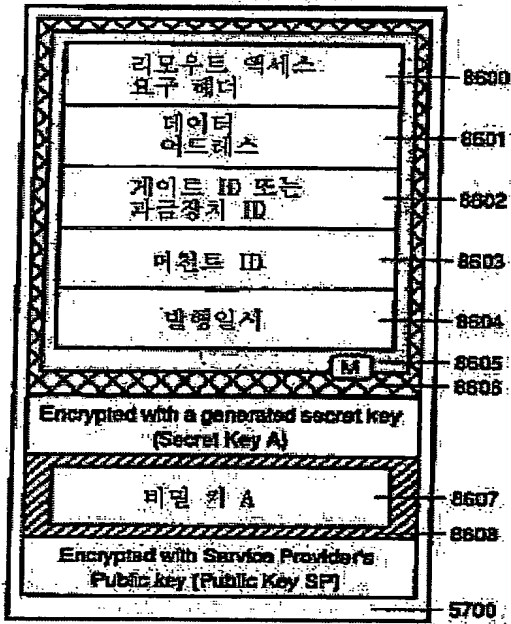 리모우트 액세스
요구 헤더
8600
데이터
어드레스
8601
게이트 ID 또는
과금장치 ID
8602
머천트 ID
8603
발행일시
8604
M
8605
8606
Encrypted with a generated secret key
(Secret Key A)
비밀 키 A
8607
8608
Encrypted with Service Provider's
Public key (Public Key SP)
5700